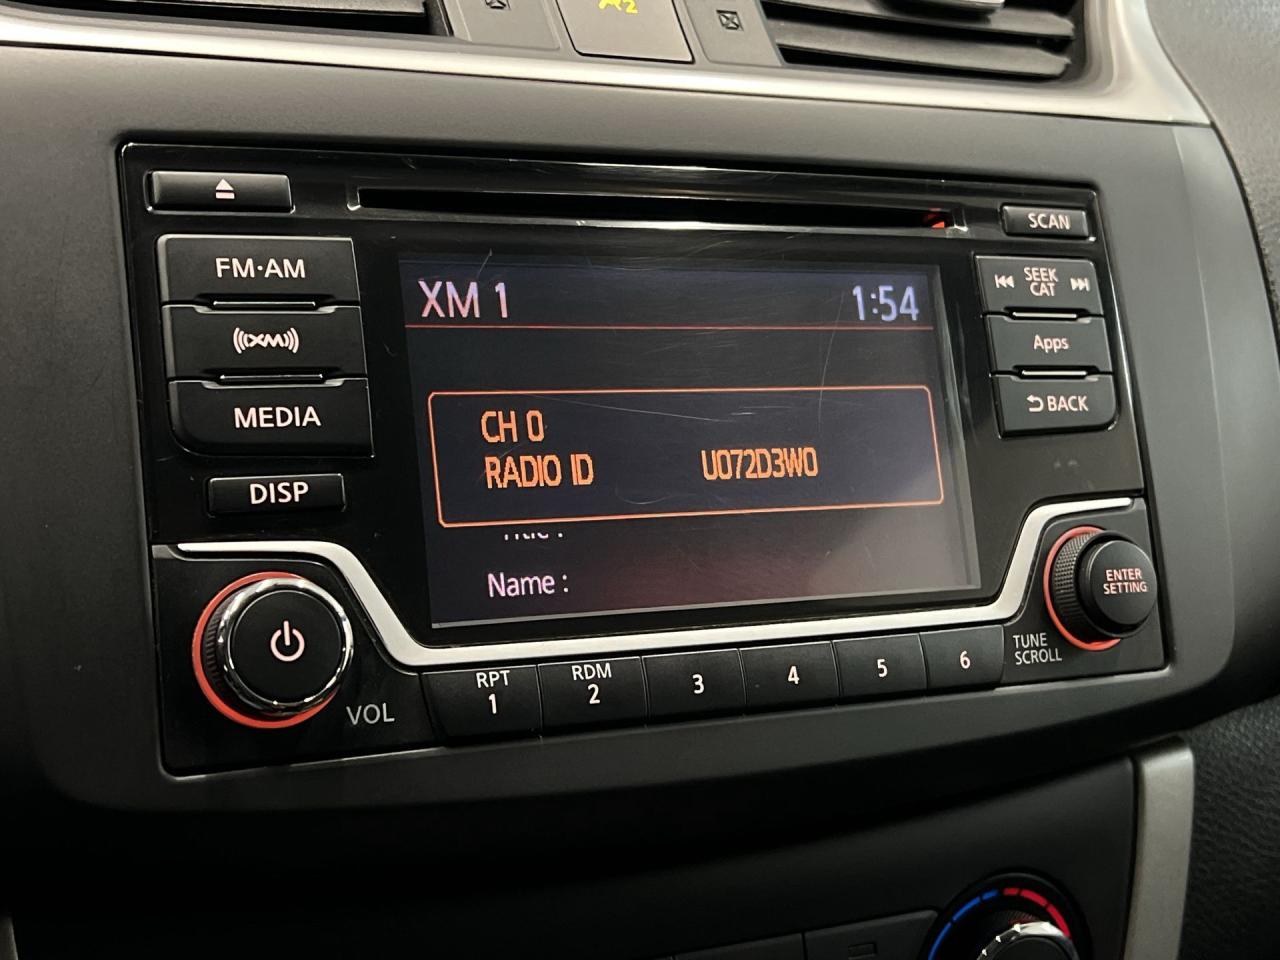 SCAN
FM·AM
XM
MEDIA
DISP
VOL
XM 1 1:54
CH 0
RADIO ID U072D3W0
Name :
SEEK
CAT
Apps
BACK
ENTER
SETTING
TUNE
SCROLL
RPT
1
RDM
2
3
4
5
6